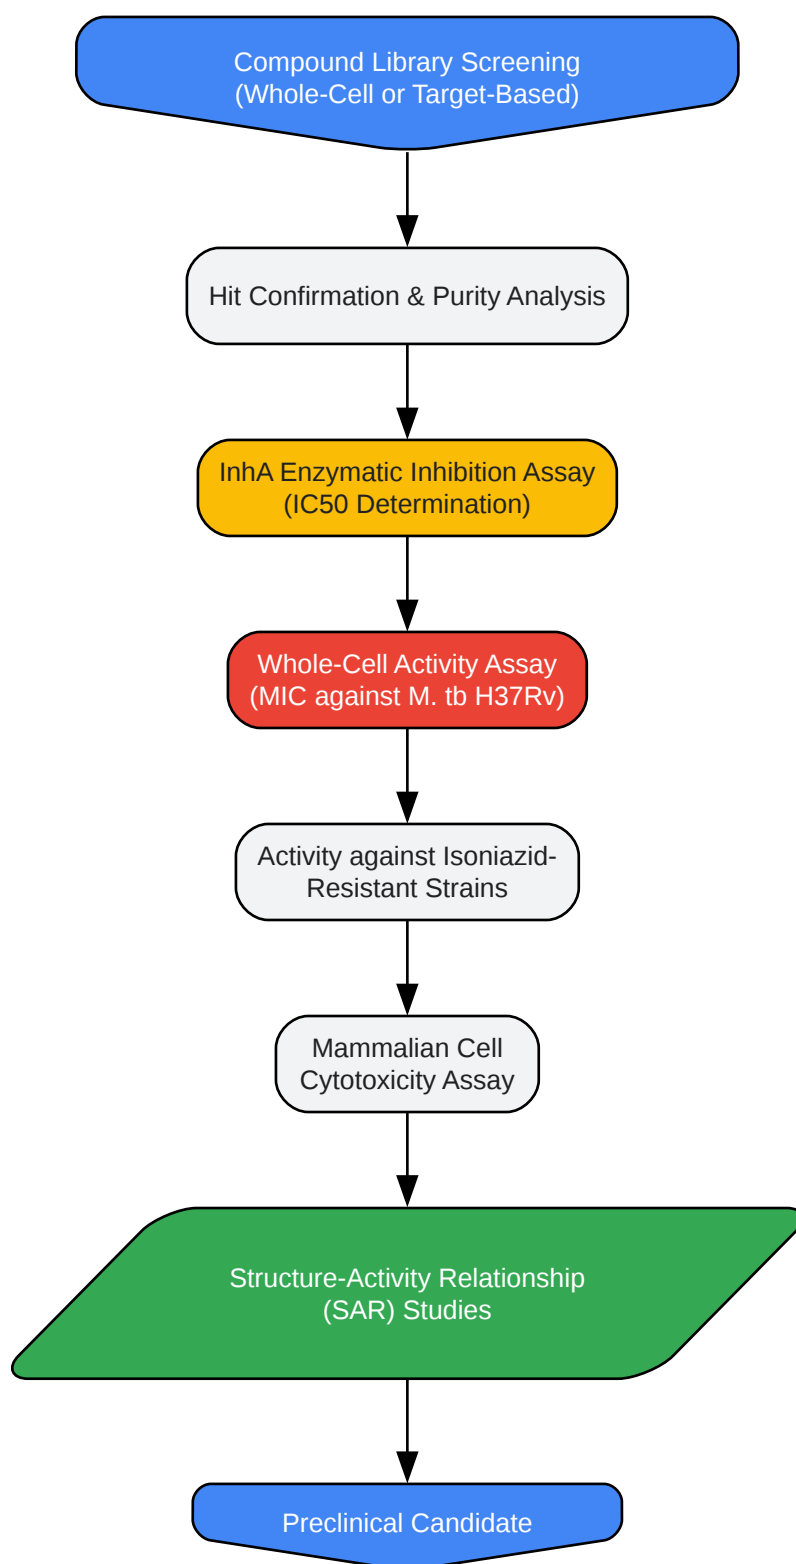 Compound Library Screening
(Whole-Cell or Target-Based)
Hit Confirmation & Purity Analysis
InhA Enzymatic Inhibition Assay
(IC50 Determination)
Whole-Cell Activity Assay
(MIC against M. tb H37Rv)
Activity against Isoniazid-
Resistant Strains
Mammalian Cell
Cytotoxicity Assay
Structure-Activity Relationship
(SAR) Studies
Preclinical Candidate